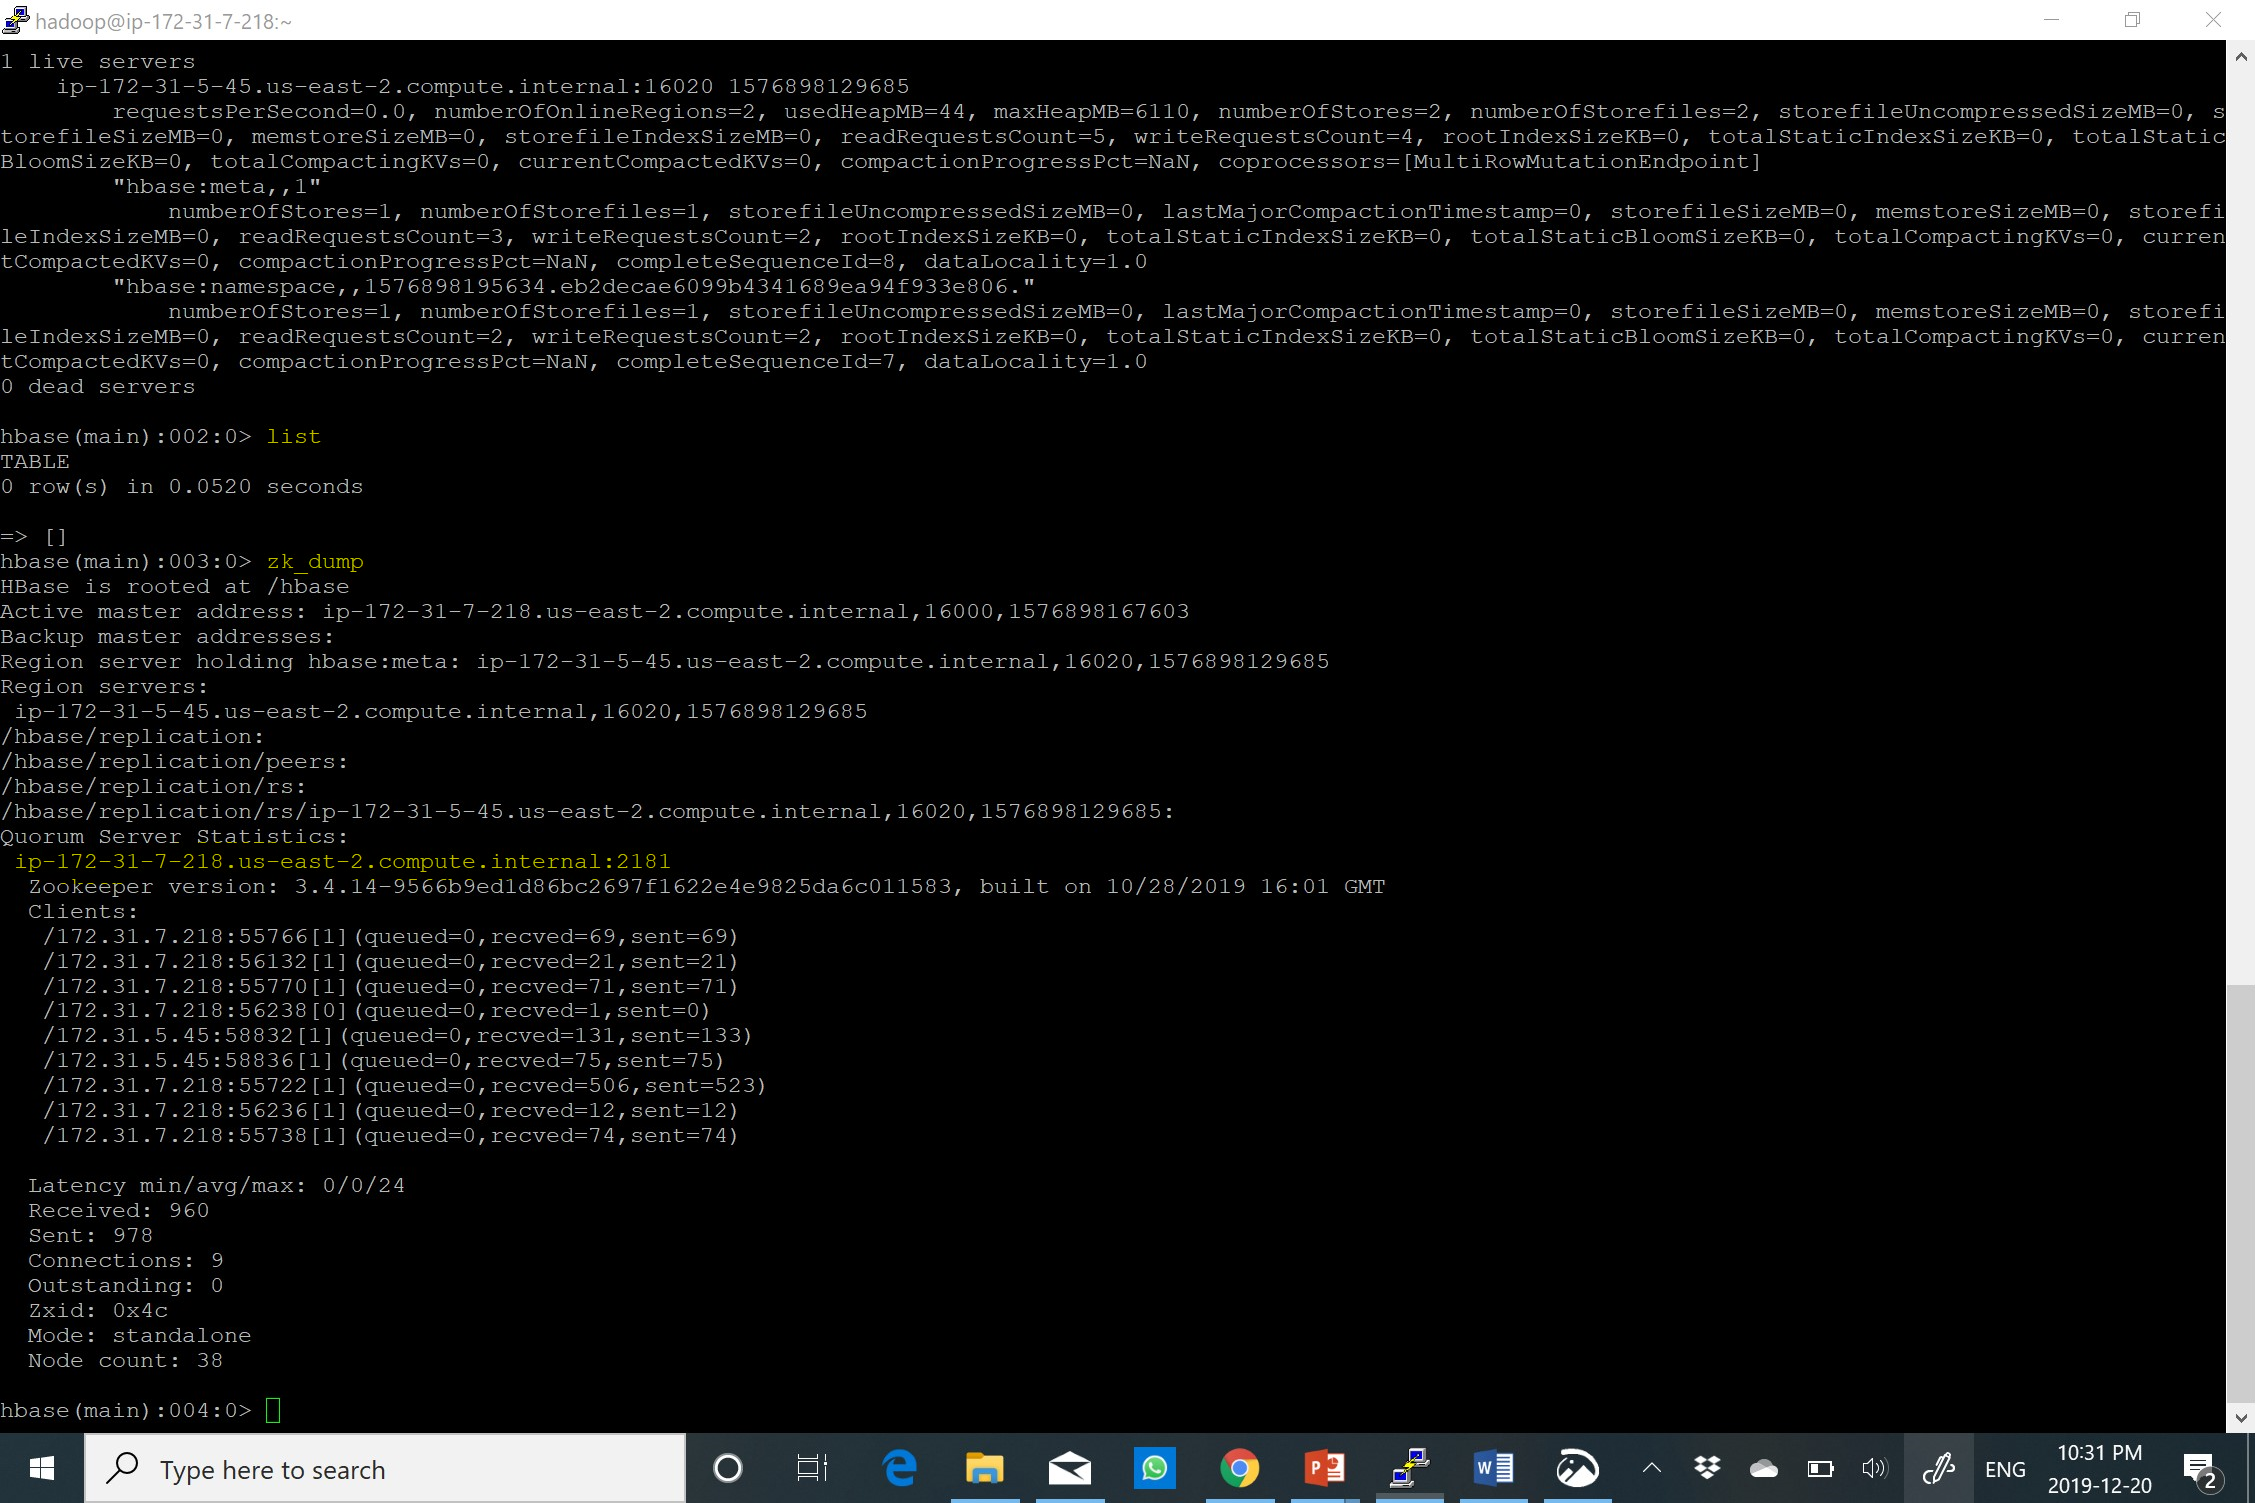 hadoop@ip-172-31-7-218:~
1 live servers
    ip-172-31-5-45.us-east-2.compute.internal:16020 1576898129685
        requestsPerSecond=0.0, numberOfOnlineRegions=2, usedHeapMB=44, maxHeapMB=6110, numberOfStores=2, numberOfStorefiles=2, storefileUncompressedSizeMB=0, s
torefileSizeMB=0, memstoreSizeMB=0, storefileIndexSizeMB=0, readRequestsCount=5, writeRequestsCount=4, rootIndexSizeKB=0, totalStaticIndexSizeKB=0, totalStatic
BloomSizeKB=0, totalCompactingKVs=0, currentCompactedKVs=0, compactionProgressPct=NaN, coprocessors=[MultiRowMutationEndpoint]
        "hbase:meta,,1"
            numberOfStores=1, numberOfStorefiles=1, storefileUncompressedSizeMB=0, lastMajorCompactionTimestamp=0, storefileSizeMB=0, memstoreSizeMB=0, storefi
leIndexSizeMB=0, readRequestsCount=3, writeRequestsCount=2, rootIndexSizeKB=0, totalStaticIndexSizeKB=0, totalStaticBloomSizeKB=0, totalCompactingKVs=0, curren
tCompactedKVs=0, compactionProgressPct=NaN, completeSequenceId=8, dataLocality=1.0
        "hbase:namespace,,1576898195634.eb2decae6099b4341689ea94f933e806."
            numberOfStores=1, numberOfStorefiles=1, storefileUncompressedSizeMB=0, lastMajorCompactionTimestamp=0, storefileSizeMB=0, memstoreSizeMB=0, storefi
leIndexSizeMB=0, readRequestsCount=2, writeRequestsCount=2, rootIndexSizeKB=0, totalStaticIndexSizeKB=0, totalStaticBloomSizeKB=0, totalCompactingKVs=0, curren
tCompactedKVs=0, compactionProgressPct=NaN, completeSequenceId=7, dataLocality=1.0
0 dead servers
hbase(main):002:0> list
TABLE
0 row(s) in 0.0520 seconds
=> []
hbase(main):003:0> zk_dump
HBase is rooted at /hbase
Active master address: ip-172-31-7-218.us-east-2.compute.internal,16000,1576898167603
Backup master addresses:
Region server holding hbase:meta: ip-172-31-5-45.us-east-2.compute.internal,16020,1576898129685
Region servers:
 ip-172-31-5-45.us-east-2.compute.internal,16020,1576898129685
/hbase/replication:
/hbase/replication/peers:
/hbase/replication/rs:
/hbase/replication/rs/ip-172-31-5-45.us-east-2.compute.internal,16020,1576898129685:
Quorum Server Statistics:
 ip-172-31-7-218.us-east-2.compute.internal:2181
  Zookeeper version: 3.4.14-9566b9ed1d86bc2697f1622e4e9825da6c011583, built on 10/28/2019 16:01 GMT
  Clients:
   /172.31.7.218:55766[1](queued=0,recved=69,sent=69)
   /172.31.7.218:56132[1](queued=0,recved=21,sent=21)
   /172.31.7.218:55770[1](queued=0,recved=71,sent=71)
   /172.31.7.218:56238[0](queued=0,recved=1,sent=0)
   /172.31.5.45:58832[1](queued=0,recved=131,sent=133)
   /172.31.5.45:58836[1](queued=0,recved=75,sent=75)
   /172.31.7.218:55722[1](queued=0,recved=506,sent=523)
   /172.31.7.218:56236[1](queued=0,recved=12,sent=12)
   /172.31.7.218:55738[1](queued=0,recved=74,sent=74)
  Latency min/avg/max: 0/0/24
  Received: 960
  Sent: 978
  Connections: 9
  Outstanding: 0
  Zxid: 0x4c
  Mode: standalone
  Node count: 38
hbase(main):004:0>
Type here to search
ENG
10:31 PM
2019-12-20
2